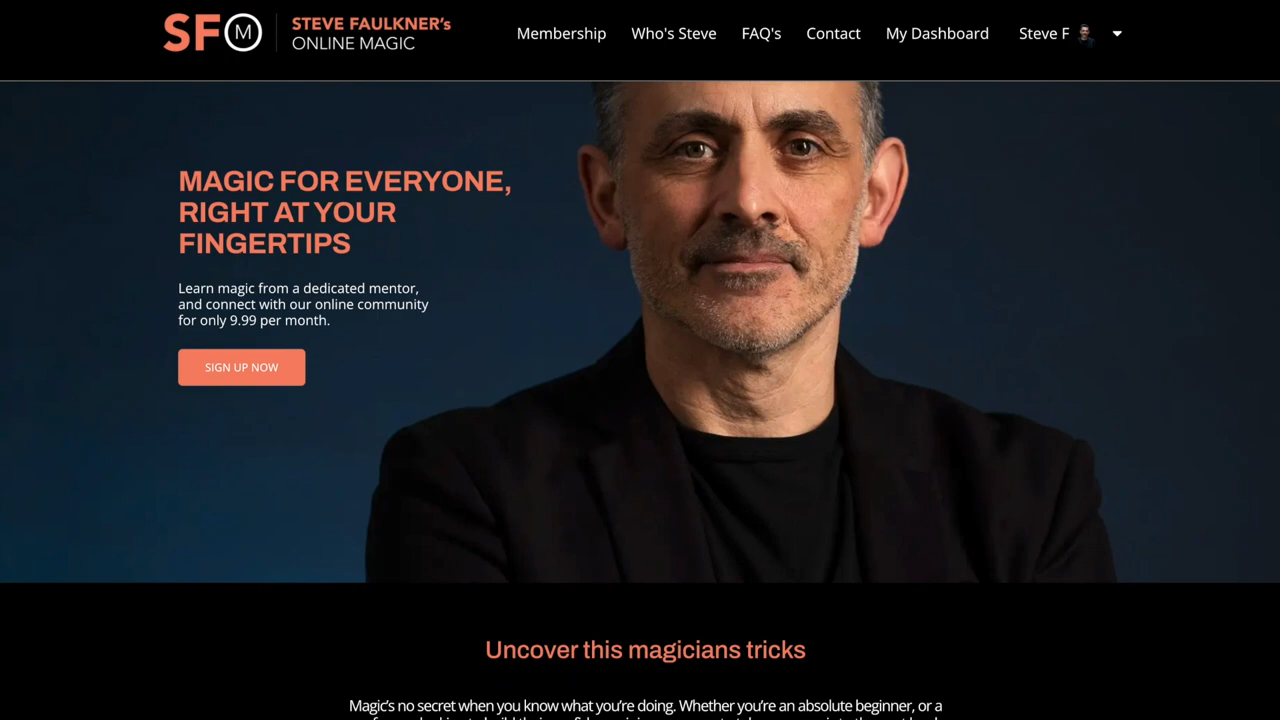 SFM
STEVE FAULKNER's
ONLINE MAGIC
Membership
Who's Steve
FAQ's
Contact
My Dashboard
Steve F
MAGIC FOR EVERYONE,
RIGHT AT YOUR
FINGERTIPS
Learn magic from a dedicated mentor,
and connect with our online community
for only 9.99 per month.
SIGN UP NOW
Uncover this magicians tricks
Magic's no secret when you know what you're doing. Whether you're an absolute beginner, or a